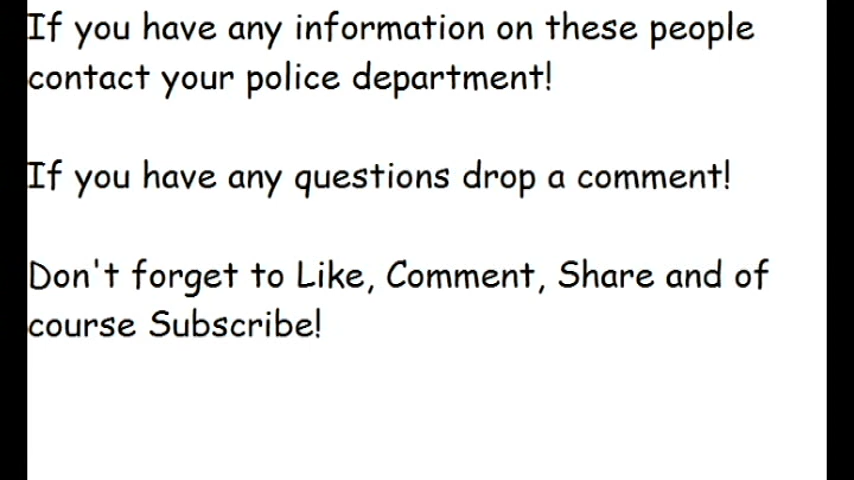 If you have any information on these people
contact your police department!
If you have any questions drop a comment!
Don't forget to Like, Comment, Share and of
course Subscribe!